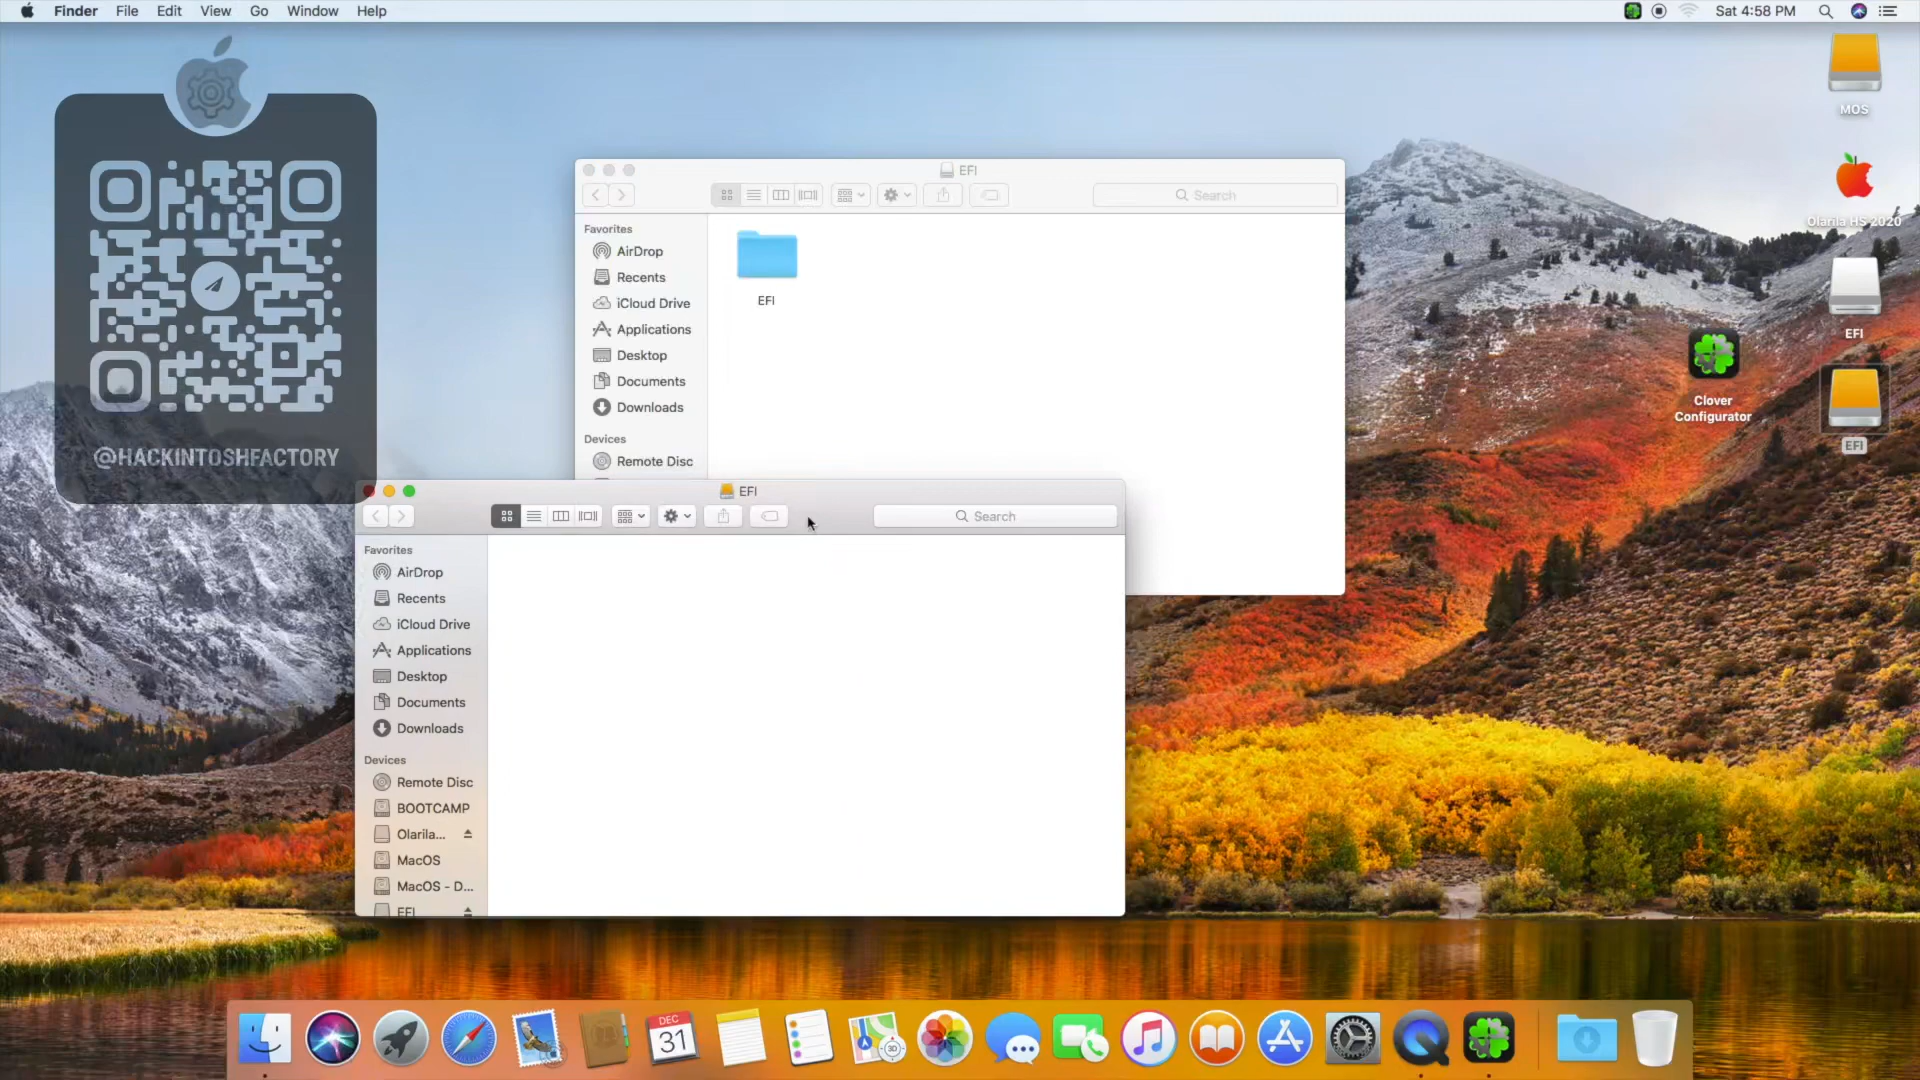 Finder File Edit View Go Window Help
Sat 4:58 PM
MOS
Olarila HS 2020
EFI
Clover
Configurator
EFI
@HACKINTOSHFACTORY
EFI
Search
Favorites
AirDrop
Recents
iCloud Drive
Applications
Desktop
Documents
Downloads
Devices
Remote Disc
EFI
EFI
Search
Favorites
AirDrop
Recents
iCloud Drive
Applications
Desktop
Documents
Downloads
Devices
Remote Disc
BOOTCAMP
Olarila...
MacOS
MacOS - D...
EFI
DEC
31
3D